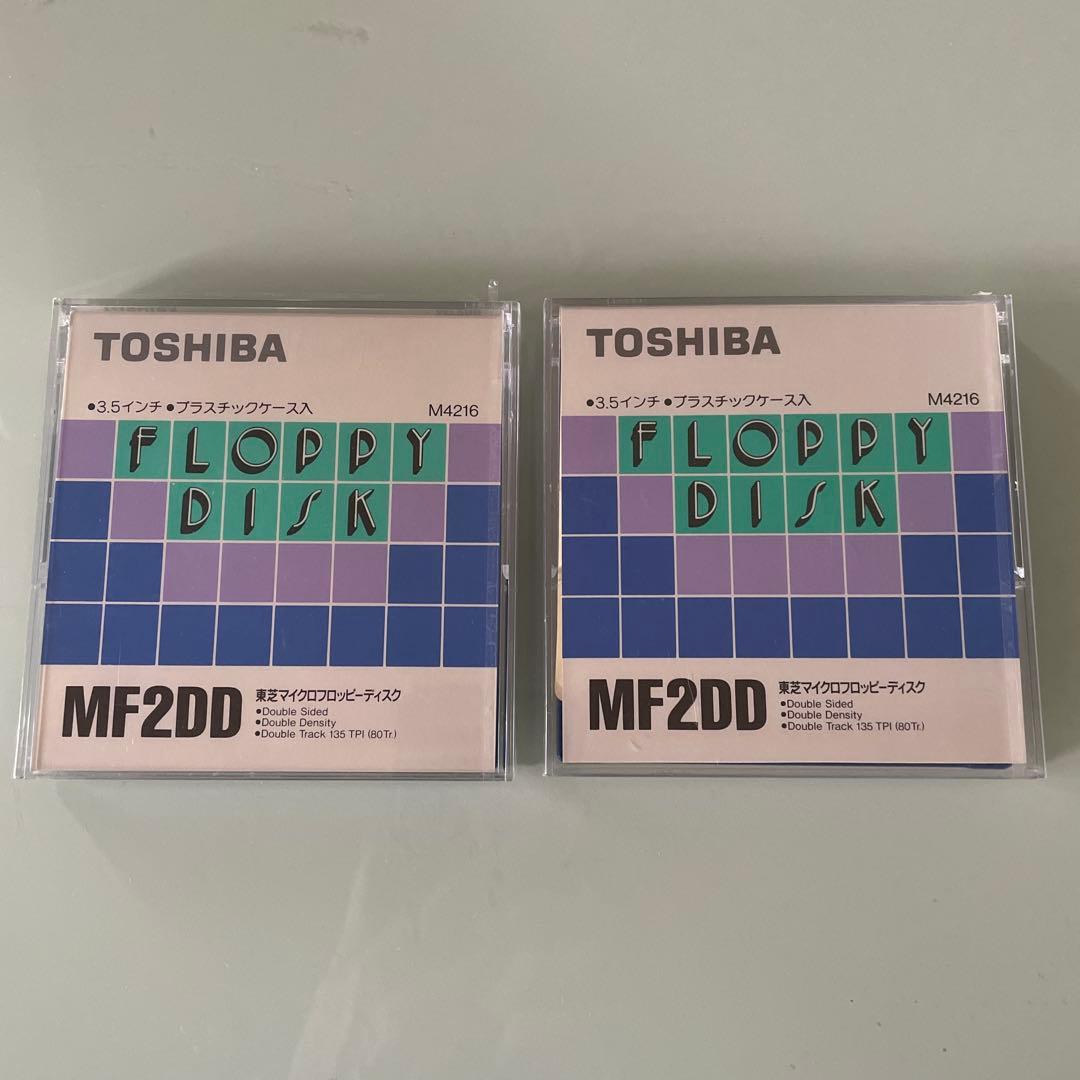 TOSHIBA
●3.5インチ ●プラスチックケース入 M4216
FLOPPY
DISK
MF2DD
東芝マイクロフロッピーディスク
●Double Sided
●Double Density
●Double Track 135 TPI (80Tr.)
TOSHIBA
●3.5インチ ●プラスチックケース入 M4216
FLOPPY
DISK
MF2DD
東芝マイクロフロッピーディスク
●Double Sided
●Double Density
●Double Track 135 TPI (80Tr.)